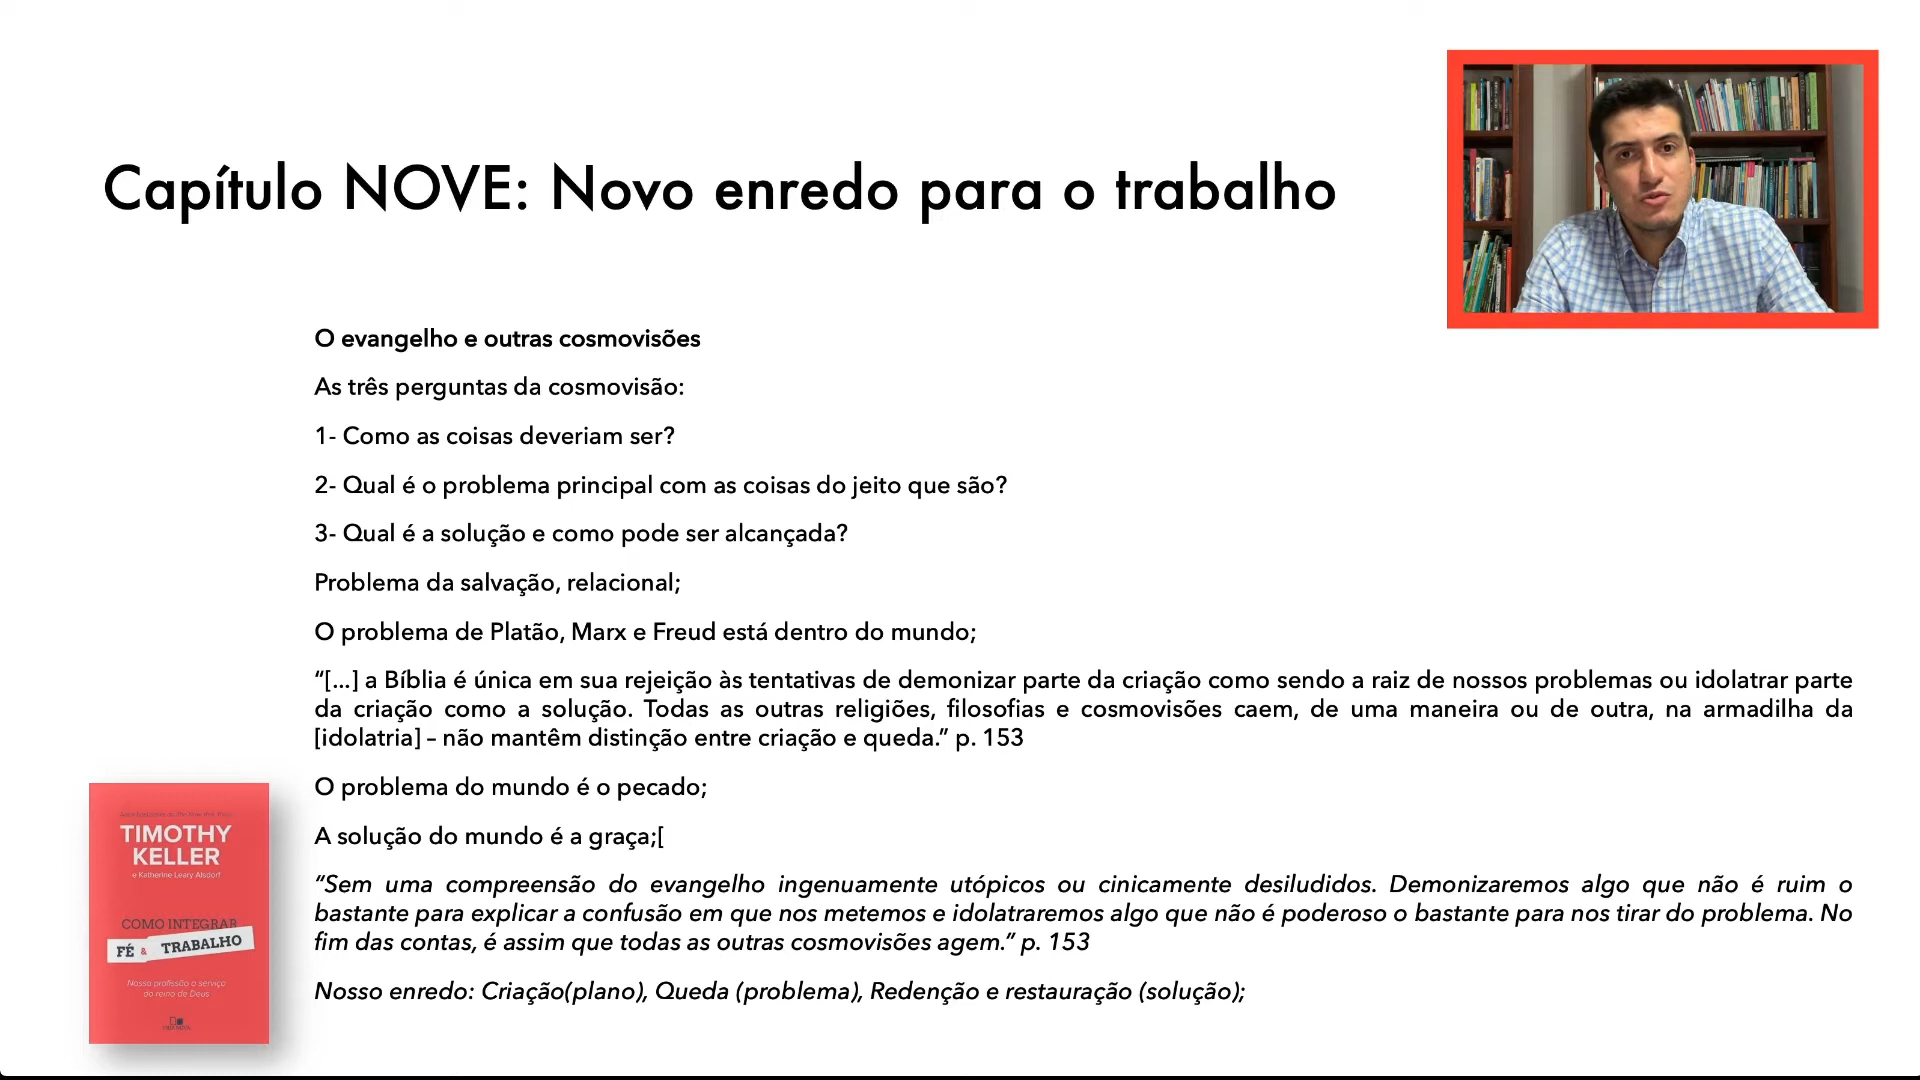 Capítulo NOVE: Novo enredo para o trabalho
O evangelho e outras cosmovisões
As três perguntas da cosmovisão:
1- Como as coisas deveriam ser?
2- Qual é o problema principal com as coisas do jeito que são?
3- Qual é a solução e como pode ser alcançada?
Problema da salvação, relacional;
O problema de Platão, Marx e Freud está dentro do mundo;
“[...] a Bíblia é única em sua rejeição às tentativas de demonizar parte da criação como sendo a raiz de nossos problemas ou idolatrar parte
da criação como a solução. Todas as outras religiões, filosofias e cosmovisões caem, de uma maneira ou de outra, na armadilha da
[idolatria] – não mantêm distinção entre criação e queda.” p. 153
O problema do mundo é o pecado;
A solução do mundo é a graça;[
“Sem uma compreensão do evangelho ingenuamente utópicos ou cinicamente desiludidos. Demonizaremos algo que não é ruim o
bastante para explicar a confusão em que nos metemos e idolatraremos algo que não é poderoso o bastante para nos tirar do problema. No
fim das contas, é assim que todas as outras cosmovisões agem.” p. 153
Nosso enredo: Criação(plano), Queda (problema), Redenção e restauração (solução);
TIMOTHY
KELLER
e Katherine Leary Alsdorf
COMO INTEGRAR
FÉ & TRABALHO
Nossa profissão a serviço
do reino de Deus
VIDA NOVA